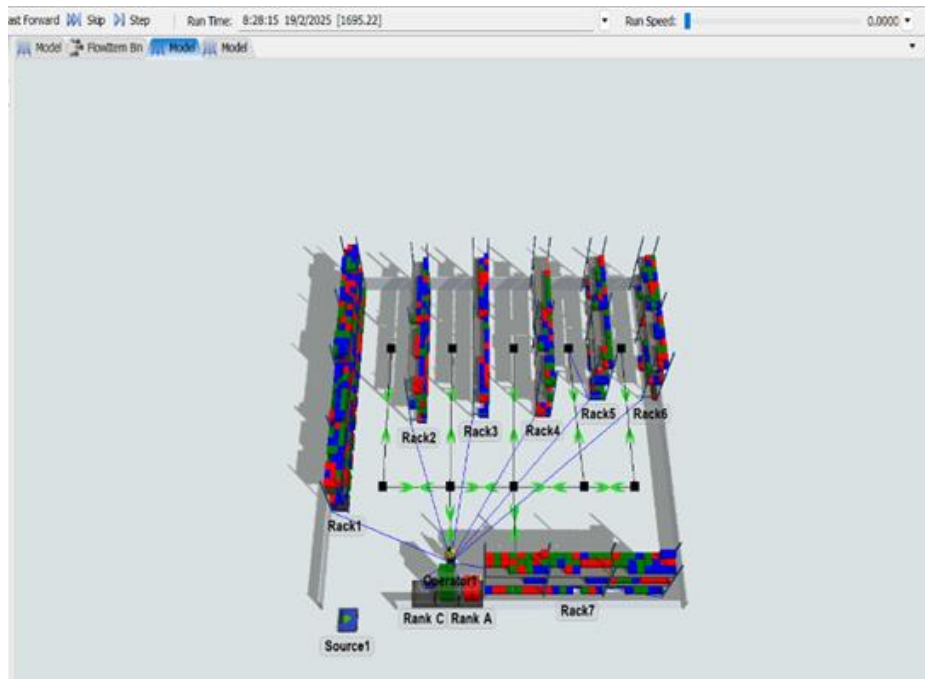 ast Forward Skip Step Run Time: 8:28:15 19/2/2025 [1695.22] Run Speed: 0.0000
Model FlowItem Bin Model Model
Rack5 Rack6
Rack2 Rack3 Rack4
Rack1
Operator1
Rank C Rank A Rack7
Source1